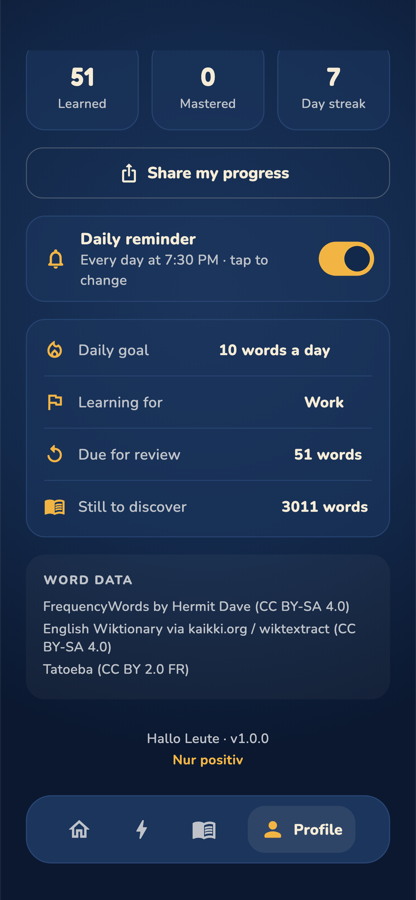 51
0
7
Learned
Mastered
Day streak
Share my progress
Daily reminder
Every day at 7:30 PM · tap to
change
Daily goal 10 words a day
Learning for Work
Due for review 51 words
Still to discover 3011 words
WORD DATA
FrequencyWords by Hermit Dave (CC BY-SA 4.0)
English Wiktionary via kaikki.org / wiktextract (CC
BY-SA 4.0)
Tatoeba (CC BY 2.0 FR)
Hallo Leute · v1.0.0
Nur positiv
Profile